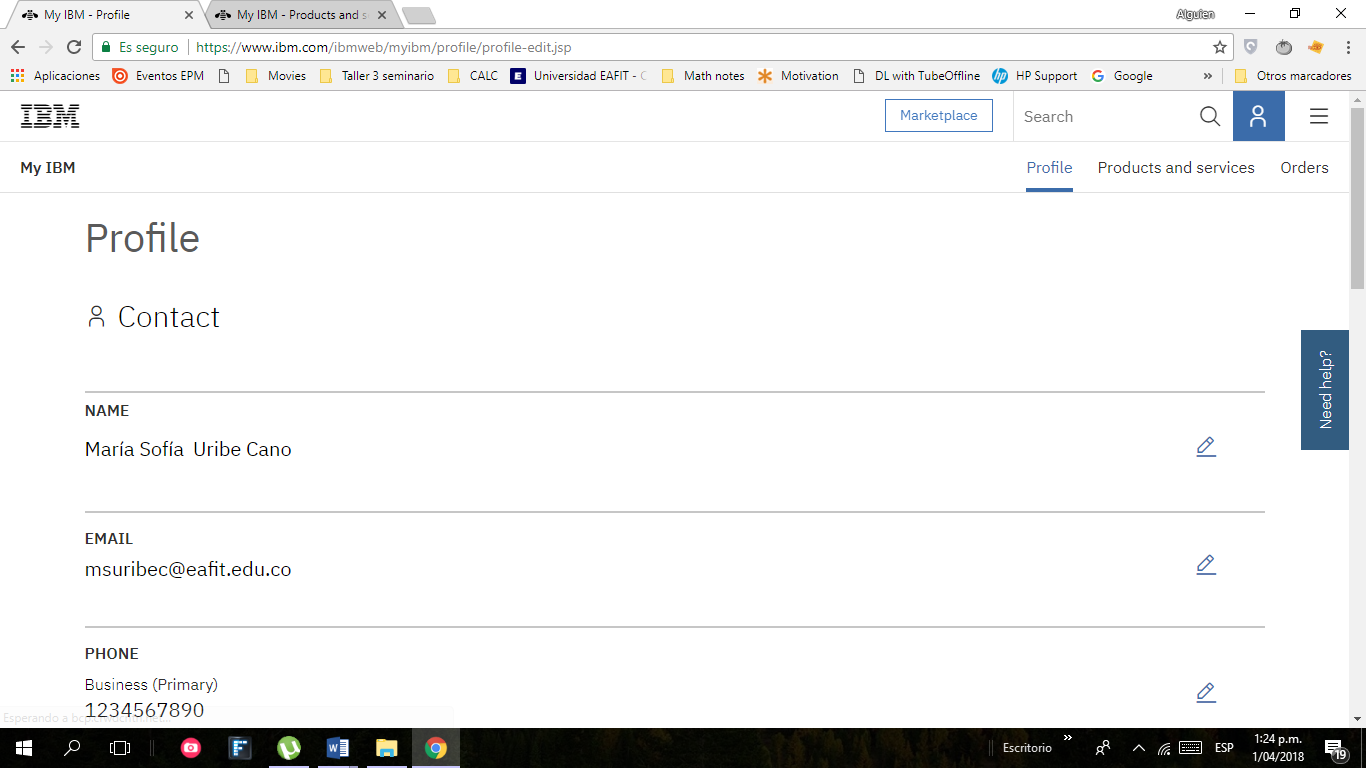 My IBM - Profile
My IBM - Products and s
Alguien
Es seguro
https://www.ibm.com/ibmweb/myibm/profile/profile-edit.jsp
Aplicaciones
Eventos EPM
Movies
Taller 3 seminario
CALC
Universidad EAFIT - C
Math notes
Motivation
DL with TubeOffline
HP Support
Google
»
Otros marcadores
IBM
Marketplace
Search
My IBM
Profile
Products and services
Orders
Profile
Contact
Need help?
NAME
María Sofía Uribe Cano
EMAIL
msuribec@eafit.edu.co
PHONE
Business (Primary)
1234567890
Esperando a
Escritorio
»
ESP
1:24 p.m.
1/04/2018
19